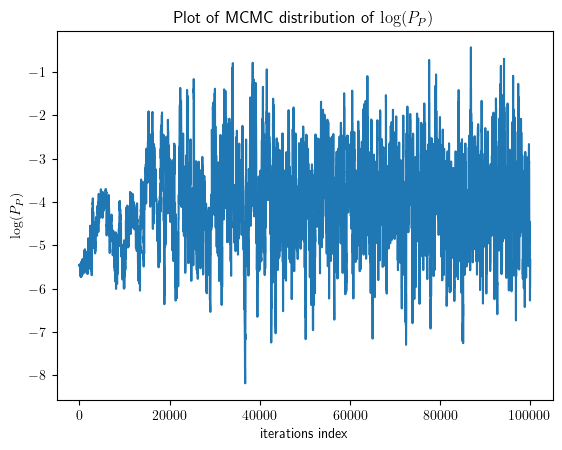 Plot of MCMC distribution of log(P_P)
log(P_P)
−1
−2
−3
−4
−5
−6
−7
−8
0 20000 40000 60000 80000 100000
iterations index